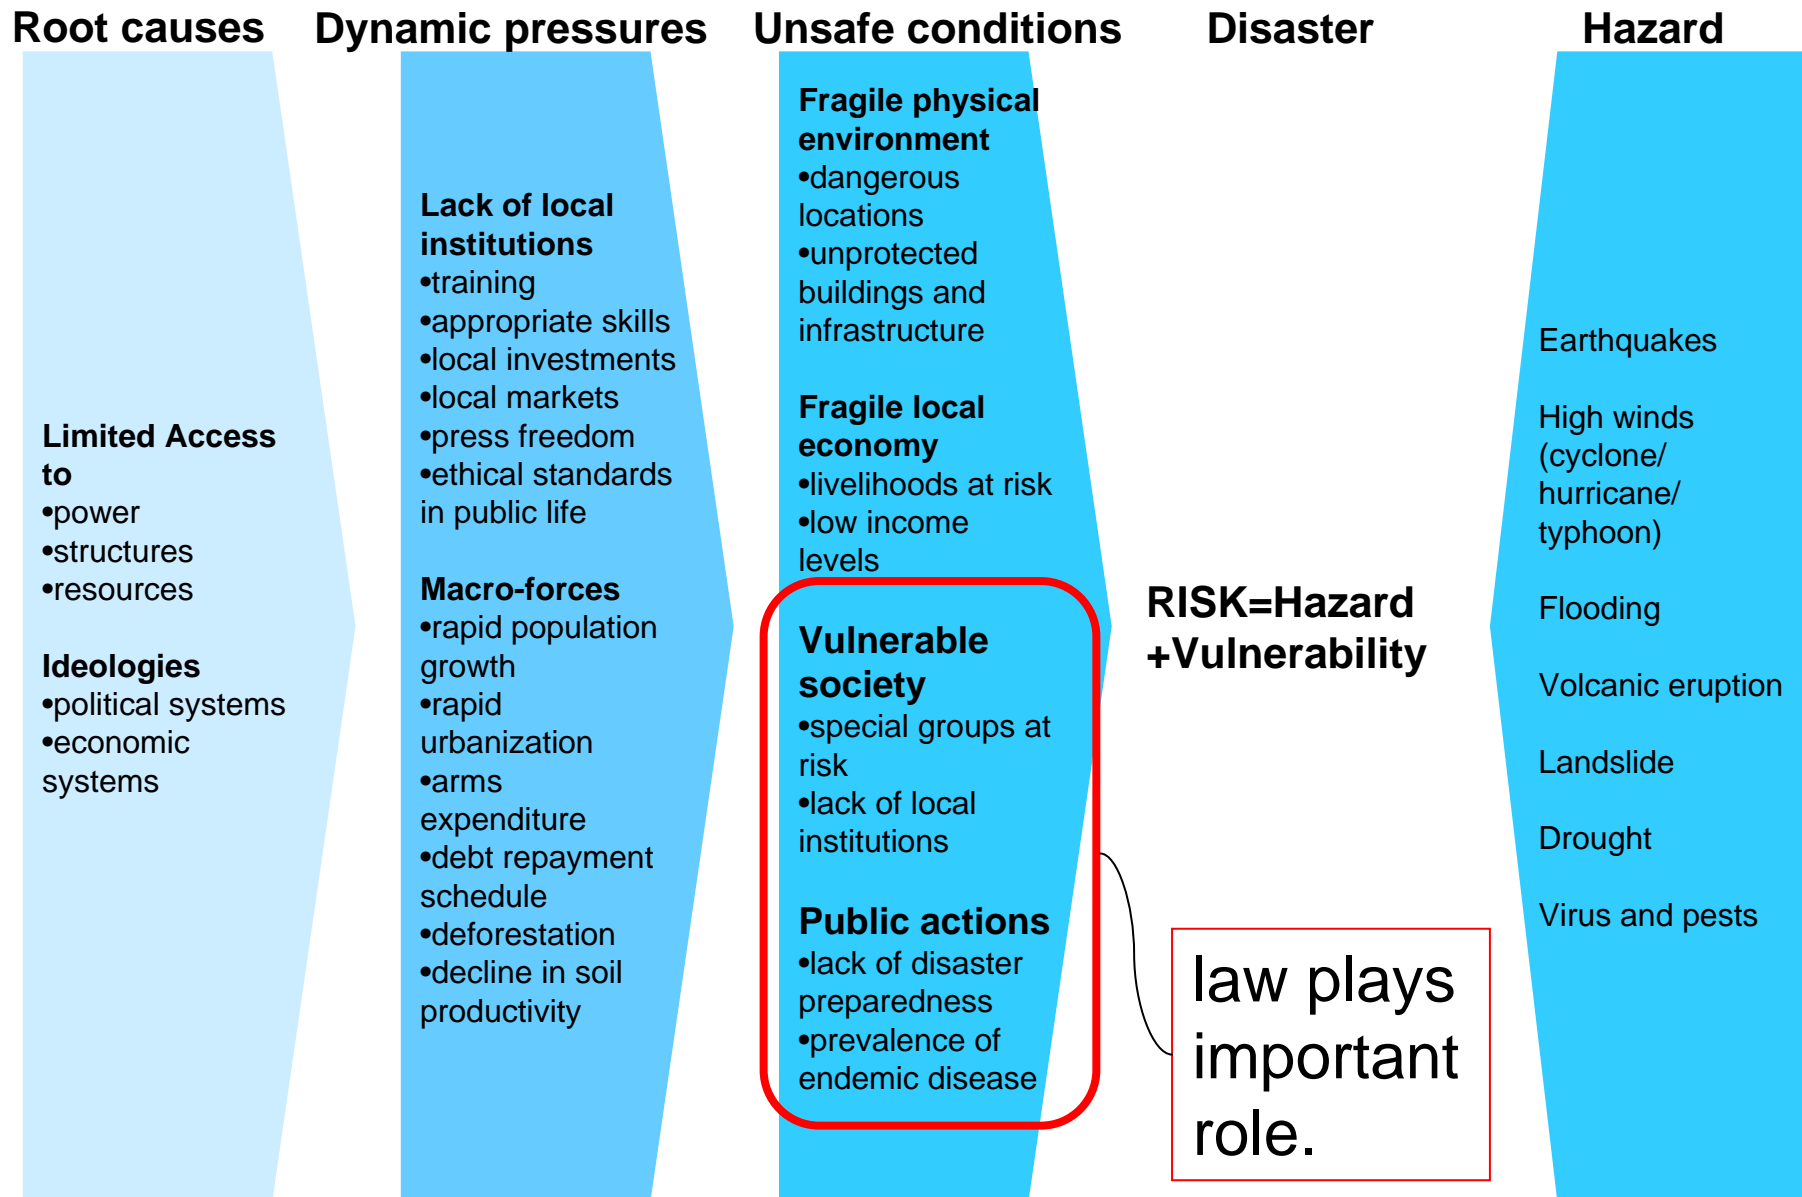 Root causes
Dynamic pressures
Unsafe conditions
Disaster
Hazard
Limited Access
to
•power
•structures
•resources
Ideologies
•political systems
•economic
systems
Lack of local
institutions
•training
•appropriate skills
•local investments
•local markets
•press freedom
•ethical standards
in public life
Macro-forces
•rapid population
growth
•rapid
urbanization
•arms
expenditure
•debt repayment
schedule
•deforestation
•decline in soil
productivity
Fragile physical
environment
•dangerous
locations
•unprotected
buildings and
infrastructure
Fragile local
economy
•livelihoods at risk
•low income
levels
Vulnerable
society
•special groups at
risk
•lack of local
institutions
Public actions
•lack of disaster
preparedness
•prevalence of
endemic disease
RISK=Hazard
+Vulnerability
law plays
important
role.
Earthquakes
High winds
(cyclone/
hurricane/
typhoon)
Flooding
Volcanic eruption
Landslide
Drought
Virus and pests